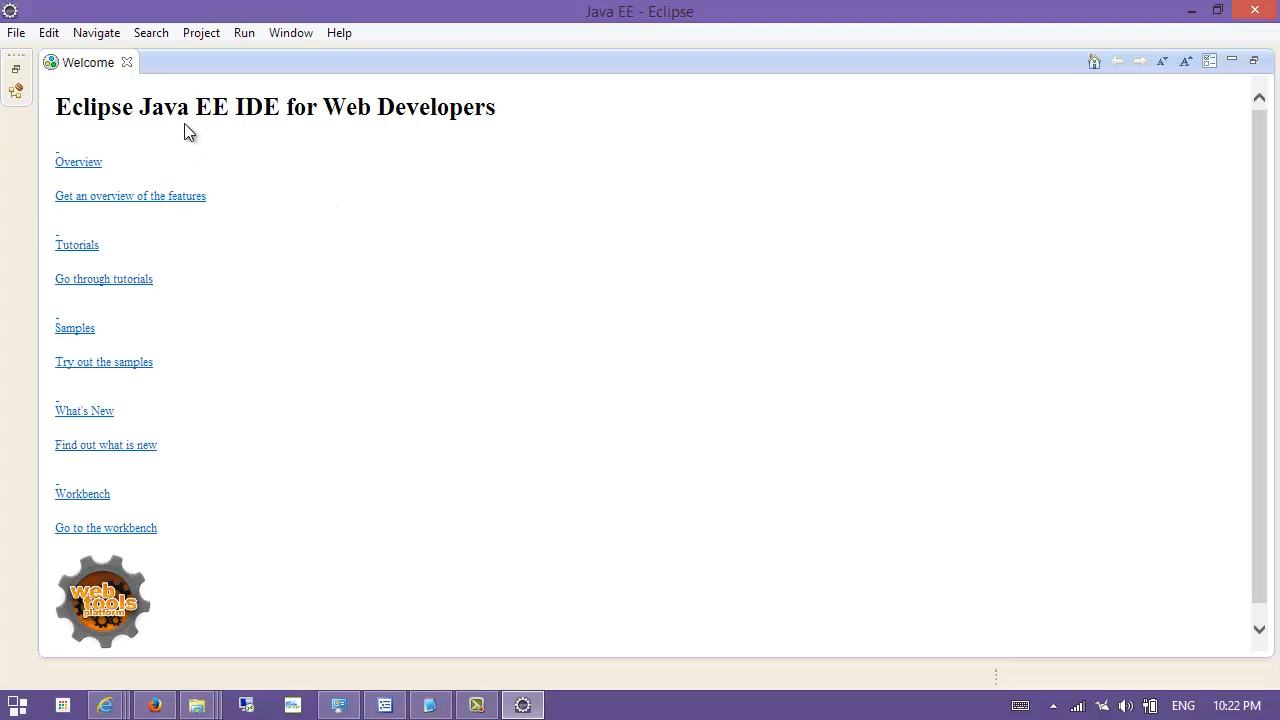 Java EE - Eclipse
File Edit Navigate Search Run Project Run Window Help
Welcome
Eclipse Java EE IDE for Web Developers
Overview
Get an overview of the features
Tutorials
Go through tutorials
Samples
Try out the samples
What's New
Find out what is new
Workbench
Go to the workbench
web
tools
platform
ENG 10:22 PM